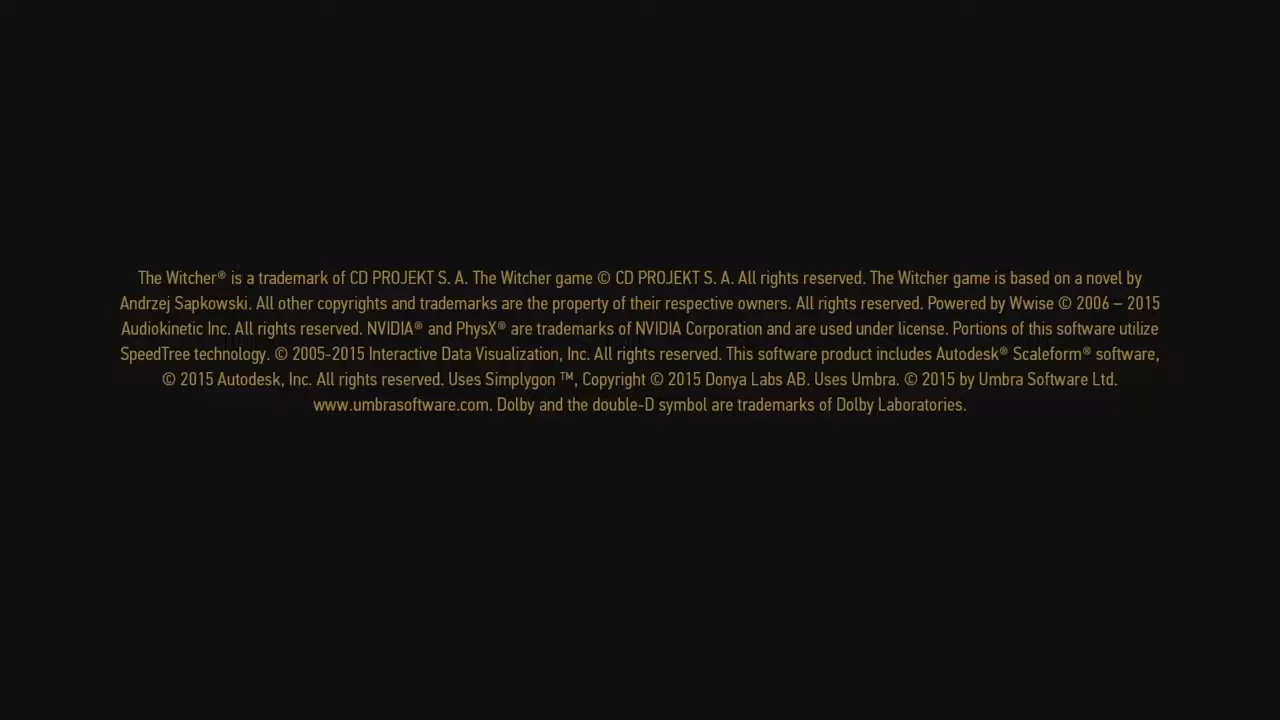 The Witcher® is a trademark of CD PROJEKT S. A. The Witcher game © CD PROJEKT S. A. All rights reserved. The Witcher game is based on a novel by
Andrzej Sapkowski. All other copyrights and trademarks are the property of their respective owners. All rights reserved. Powered by Wwise © 2006 – 2015
Audiokinetic Inc. All rights reserved. NVIDIA® and PhysX® are trademarks of NVIDIA Corporation and are used under license. Portions of this software utilize
SpeedTree technology. © 2005-2015 Interactive Data Visualization, Inc. All rights reserved. This software product includes Autodesk® Scaleform® software,
© 2015 Autodesk, Inc. All rights reserved. Uses Simplygon ™, Copyright © 2015 Donya Labs AB. Uses Umbra. © 2015 by Umbra Software Ltd.
www.umbrasoftware.com. Dolby and the double-D symbol are trademarks of Dolby Laboratories.